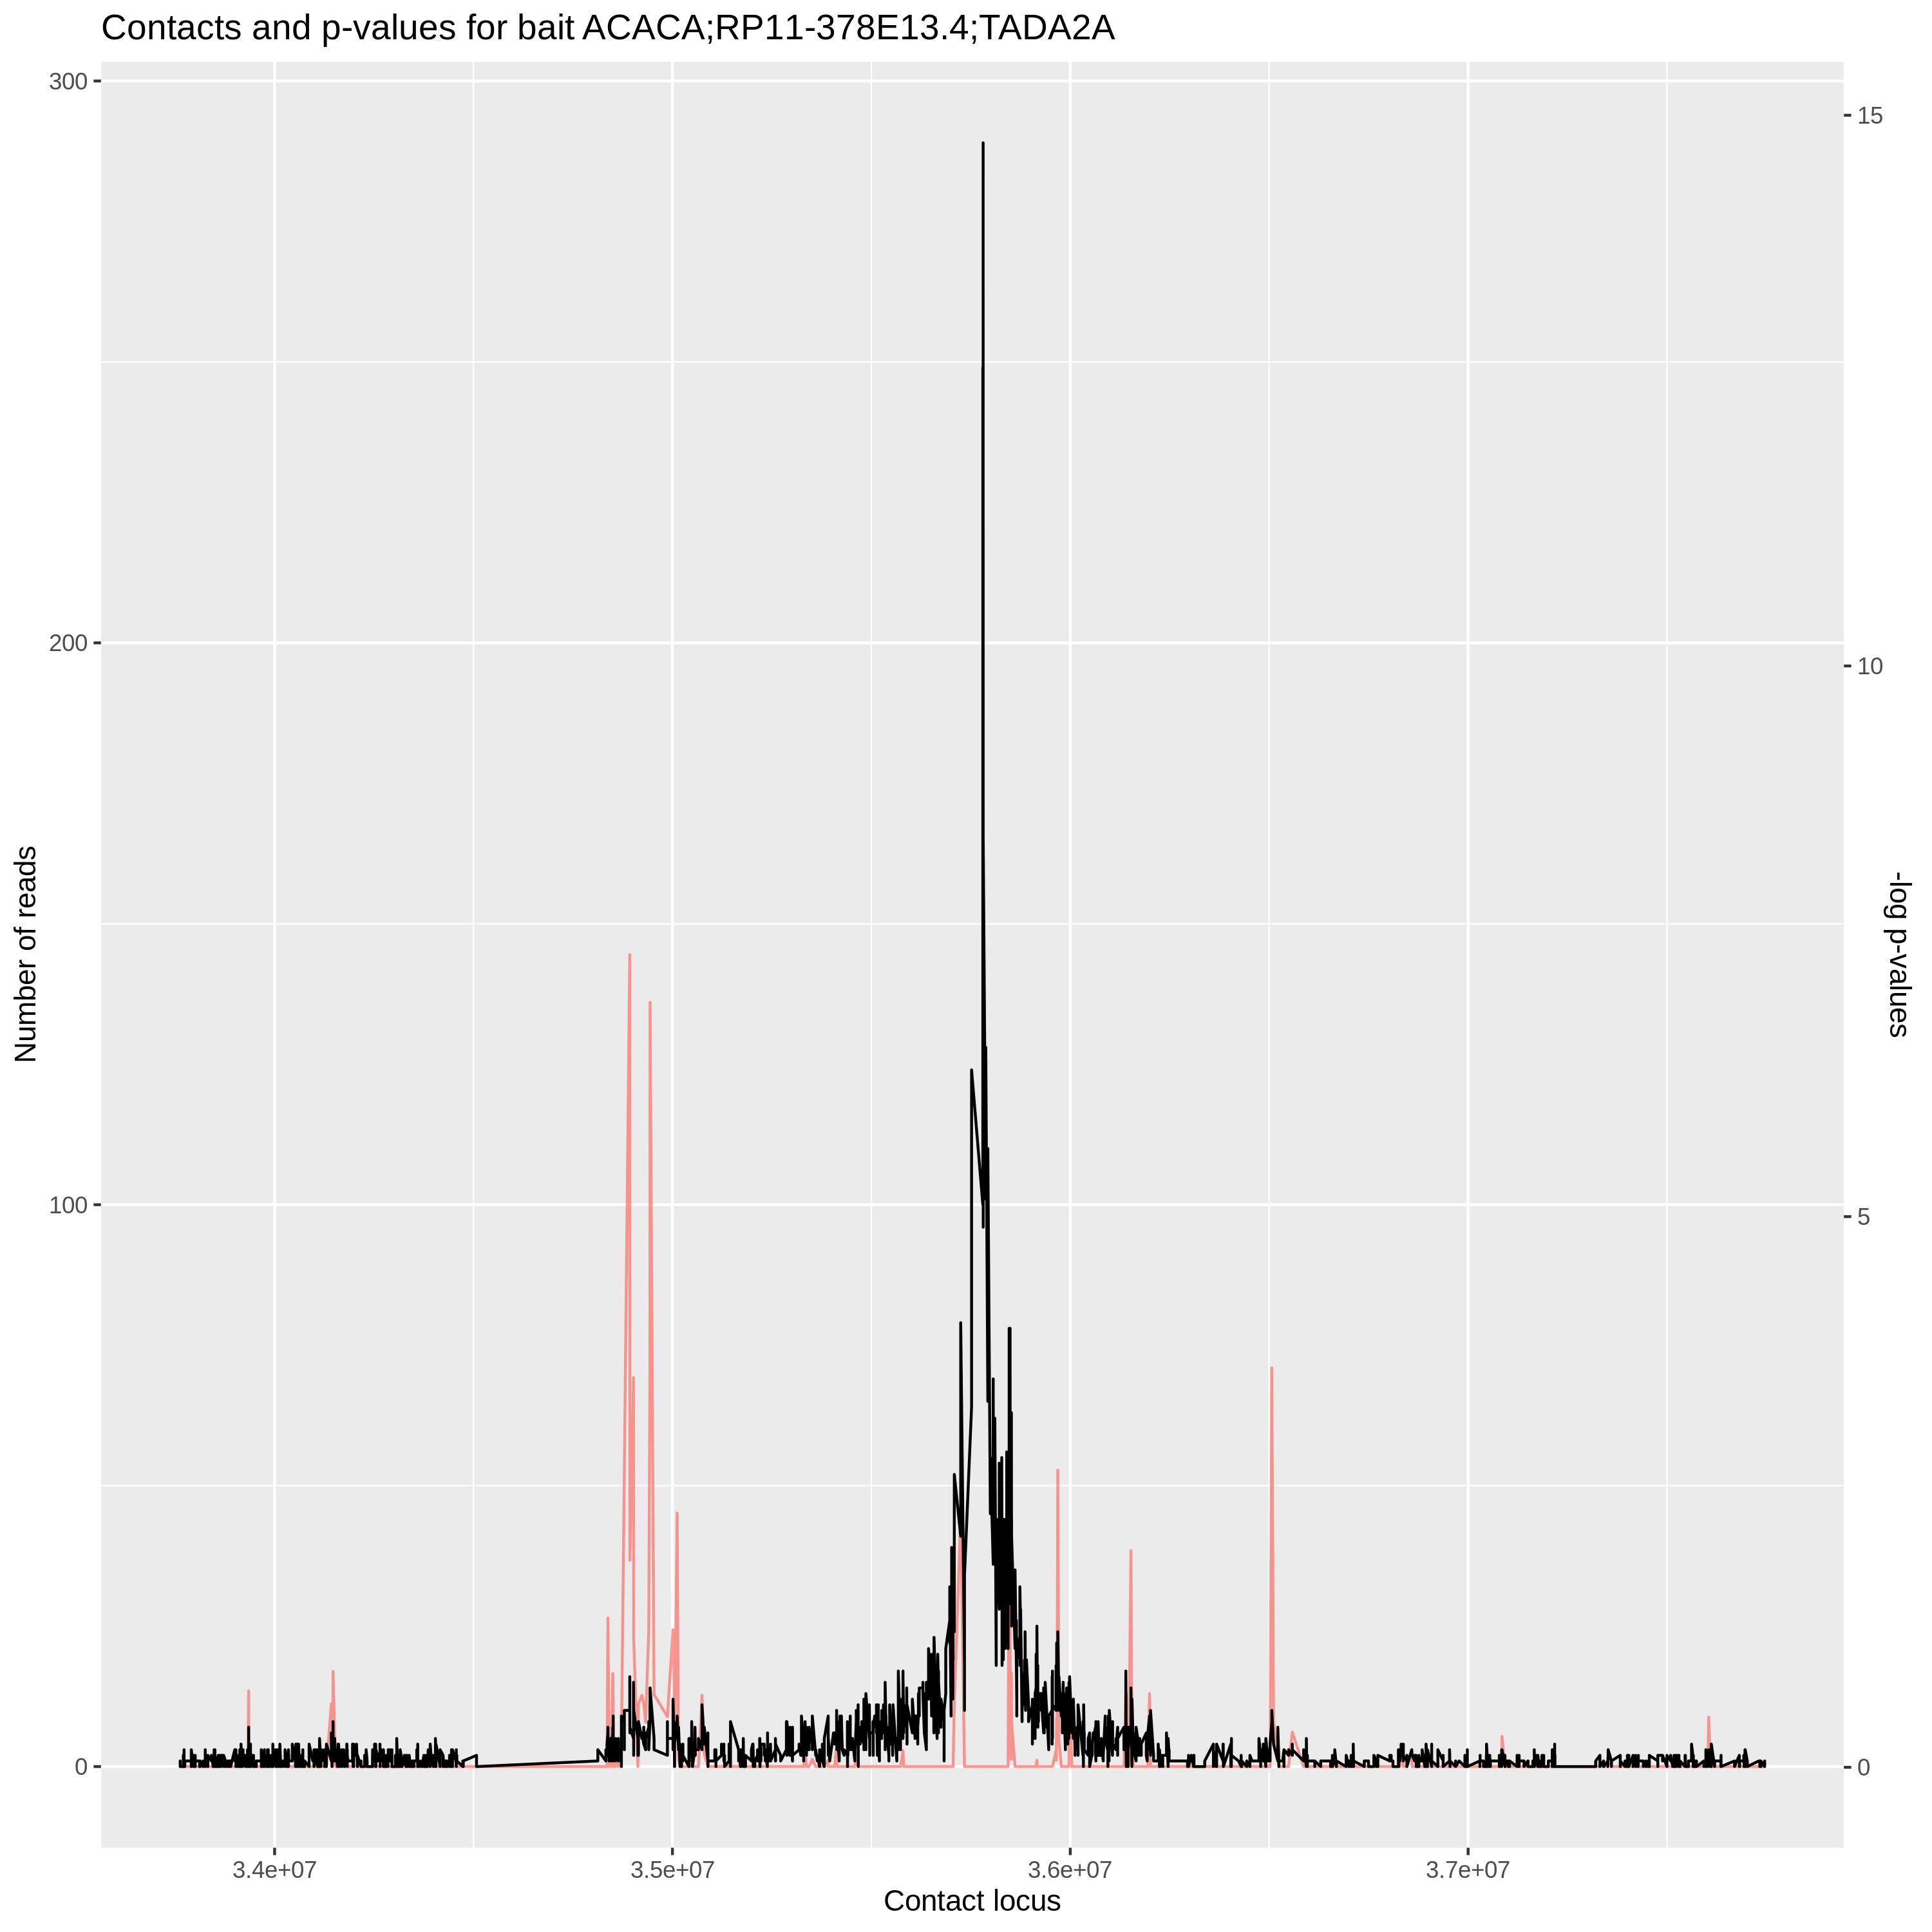 Contacts and p-values for bait ACACA;RP11-378E13.4;TADA2A
300
200
100
0
Number of reads
15
10
5
0
-log p-values
3.4e+07
3.5e+07
3.6e+07
3.7e+07
Contact locus